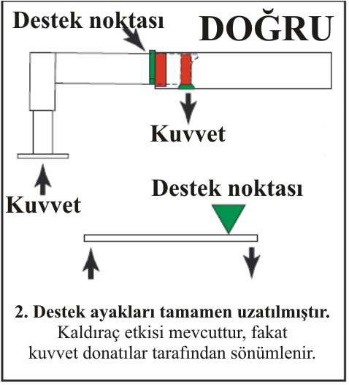 Destek noktası
DOĞRU
Kuvvet
Kuvvet
Destek noktası
2. Destek ayakları tamamen uzatılmıştır.
Kaldıraç etkisi mevcuttur, fakat
kuvvet donatılar tarafından sönümlenir.